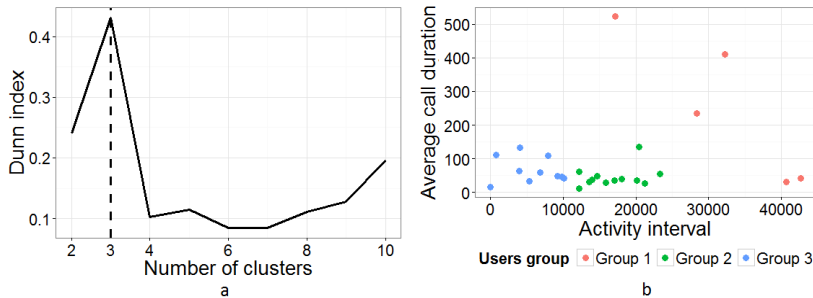 Dunn index
0.4
0.3
0.2
0.1
2 3 4 6 8 10
Number of clusters
a
Average call duration
500
400
300
200
100
0
0 10000 20000 30000 40000
Activity interval
Users group Group 1 Group 2 Group 3
b